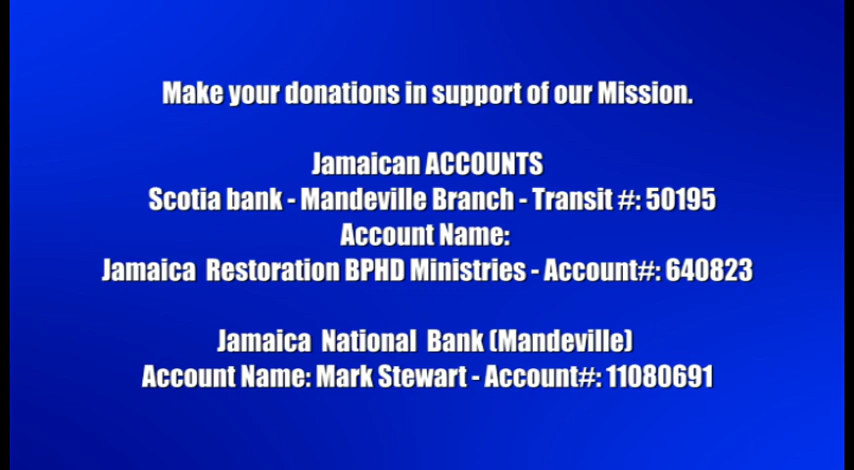 Make your donations in support of our Mission.
Jamaican ACCOUNTS
Scotia bank - Mandeville Branch - Transit #: 50195
Account Name:
Jamaica Restoration BPHD Ministries - Account#: 640823
Jamaica National Bank (Mandeville)
Account Name: Mark Stewart - Account#: 11080691